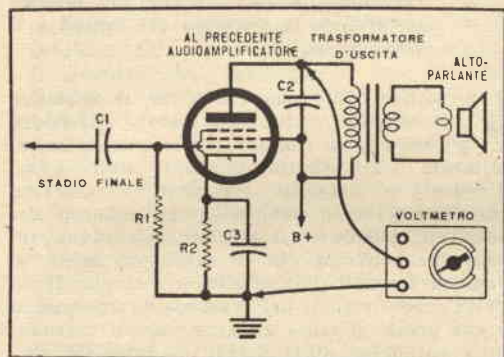 AL PRECEDENTE
AUDIOAMPLIFICATORE
TRASFORMATORE
D'USCITA
ALTO-
PARLANTE
C2
C1
STADIO FINALE
R1
R2
C3
B+
VOLTMETRO